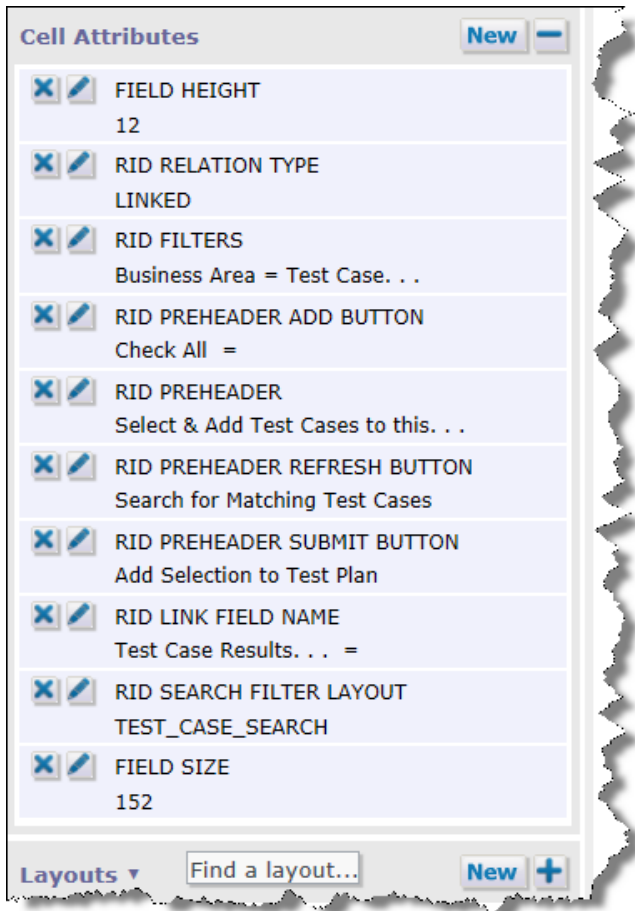 Cell Attributes New
FIELD HEIGHT
12
RID RELATION TYPE
LINKED
RID FILTERS
Business Area = Test Case. . .
RID PREHEADER ADD BUTTON
Check All  =
RID PREHEADER
Select & Add Test Cases to this. . .
RID PREHEADER REFRESH BUTTON
Search for Matching Test Cases
RID PREHEADER SUBMIT BUTTON
Add Selection to Test Plan
RID LINK FIELD NAME
Test Case Results. . .  =
RID SEARCH FILTER LAYOUT
TEST_CASE_SEARCH
FIELD SIZE
152
Layouts Find a layout... New